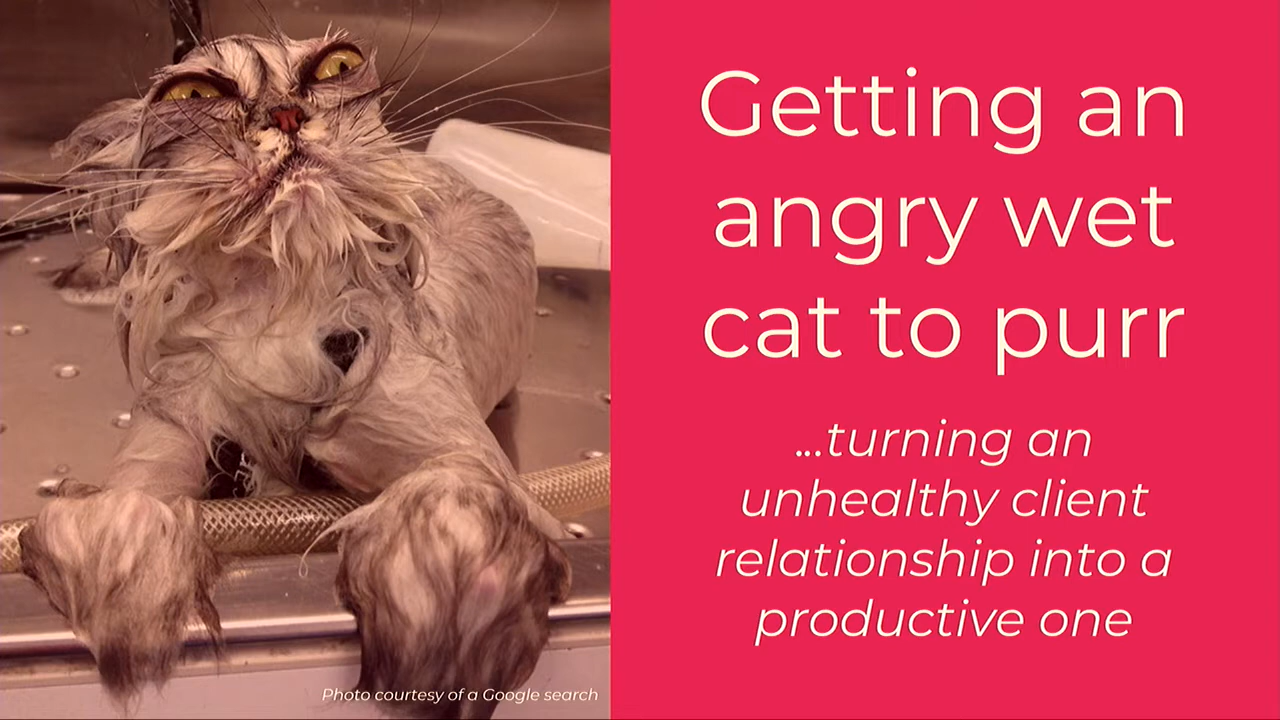 Getting an
angry wet
cat to purr
...turning an
unhealthy client
relationship into a
productive one
Photo courtesy of a Google search